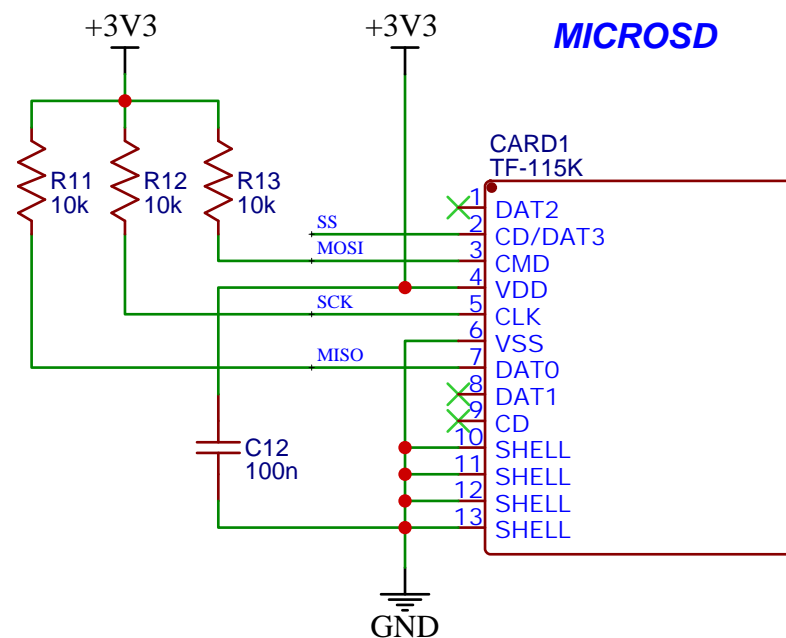 +3V3
+3V3
MICROSD
CARD1
TF-115K
R11
10k
R12
10k
R13
10k
SS
MOSI
SCK
MISO
1 DAT2
2 CD/DAT3
3 CMD
4 VDD
5 CLK
6 VSS
7 DAT0
8 DAT1
9 CD
10 SHELL
11 SHELL
12 SHELL
13 SHELL
C12
100n
GND